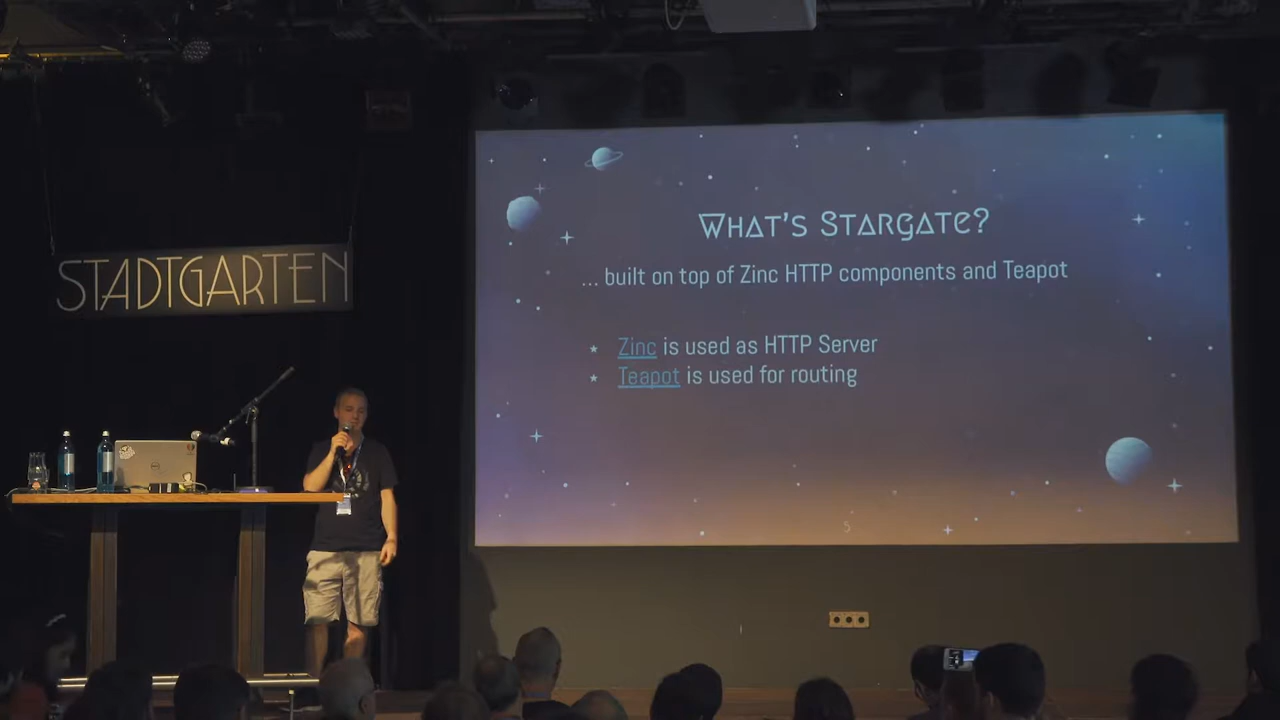 STADTGARTEN
WHAT'S STARGATE?
... built on top of Zinc HTTP components and Teapot
Zinc is used as HTTP Server
Teapot is used for routing
5